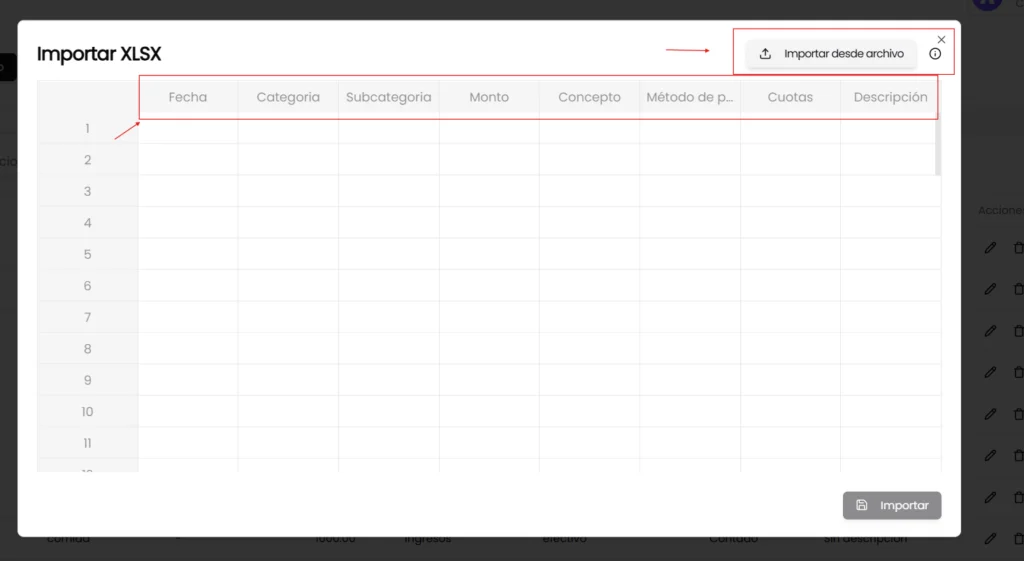 Importar XLSX
Importar desde archivo
Fecha Categoria Subcategoria Monto Concepto Método de p... Cuotas Descripción
1
2
3
4
5
6
7
8
9
10
11
Accione
Importar
comida - 1000.00 Ingresos efectivo Contado Sin descripción